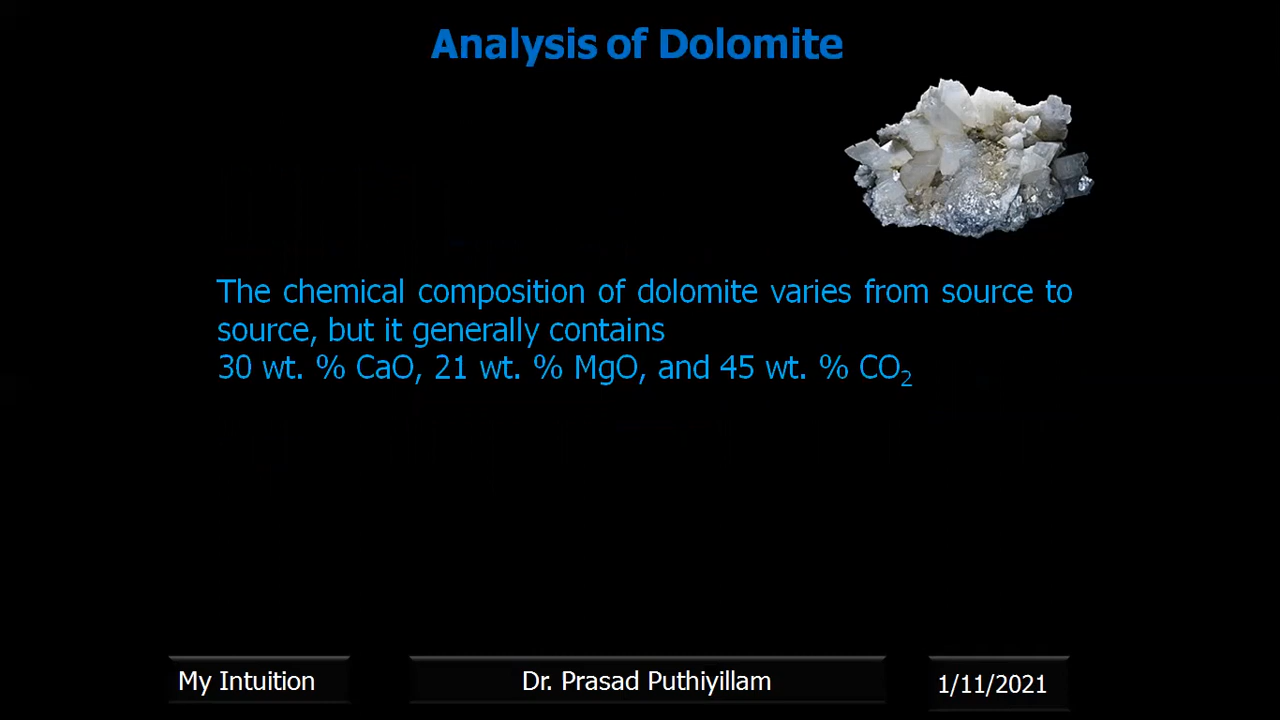 Analysis of Dolomite
The chemical composition of dolomite varies from source to
source, but it generally contains
30 wt. % CaO, 21 wt. % MgO, and 45 wt. % CO₂
My Intuition
Dr. Prasad Puthiyillam
1/11/2021